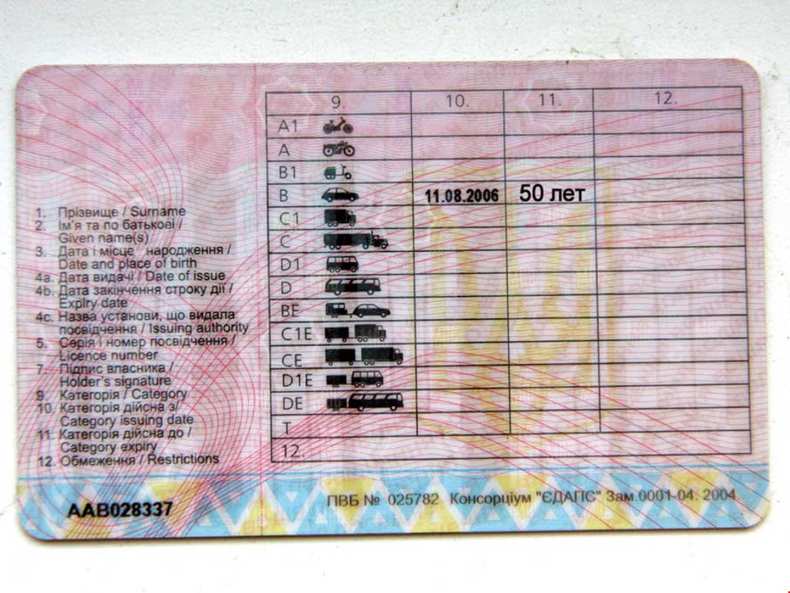 9. 10. 11. 12.
A1
A
B1
B 11.08.2006 50 лет
C1
C
D1
D
BE
C1E
CE
D1E
DE
T
12.
1. Прізвище / Surname
2. Ім'я та по батькові /
Given name(s)
3. Дата і місце народження /
Date and place of birth
4a. Дата видачі / Date of issue
4b. Дата закінчення строку дії /
Expiry date
4c. Назва установи, що видала
посвідчення / Issuing authority
5. Серія і номер посвідчення /
Licence number
7. Підпис власника /
Holder's signature
9. Категорія / Category
10. Категорія дійсна з/
Category issuing date
11. Категорія дійсна до /
Category expiry
12. Обмеження / Restrictions
AAB028337
ПВБ № 025782 Консорціум "ЄДАПС" Зам.0001-04. 2004.